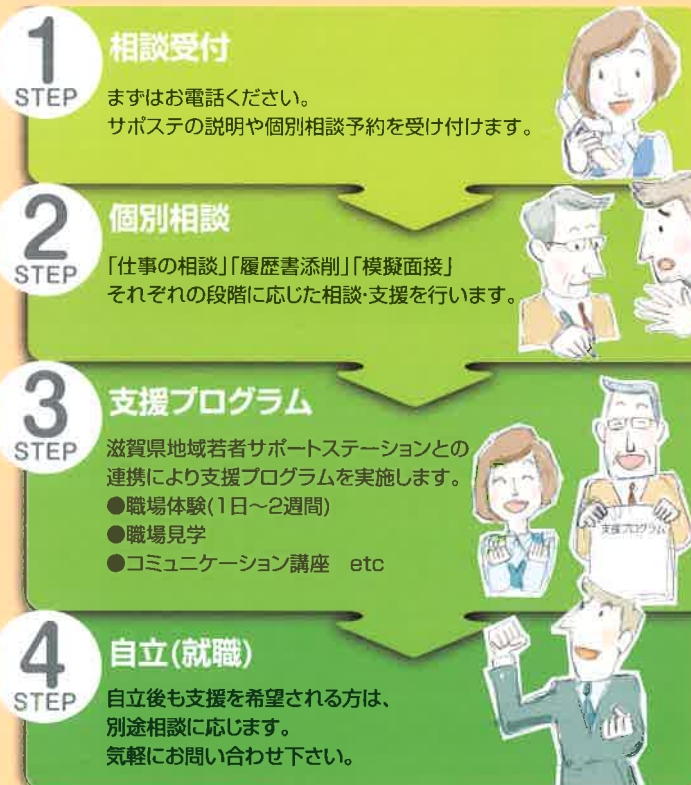 1
STEP
相談受付
まずはお電話ください。
サポステの説明や個別相談予約を受け付けます。
2
STEP
個別相談
「仕事の相談」「履歴書添削」「模擬面接」
それぞれの段階に応じた相談・支援を行います。
3
STEP
支援プログラム
滋賀県地域若者サポートステーションとの
連携により支援プログラムを実施します。
●職場体験(1日～2週間)
●職場見学
●コミュニケーション講座　etc
支援プログラム
4
STEP
自立(就職)
自立後も支援を希望される方は、
別途相談に応じます。
気軽にお問い合わせ下さい。